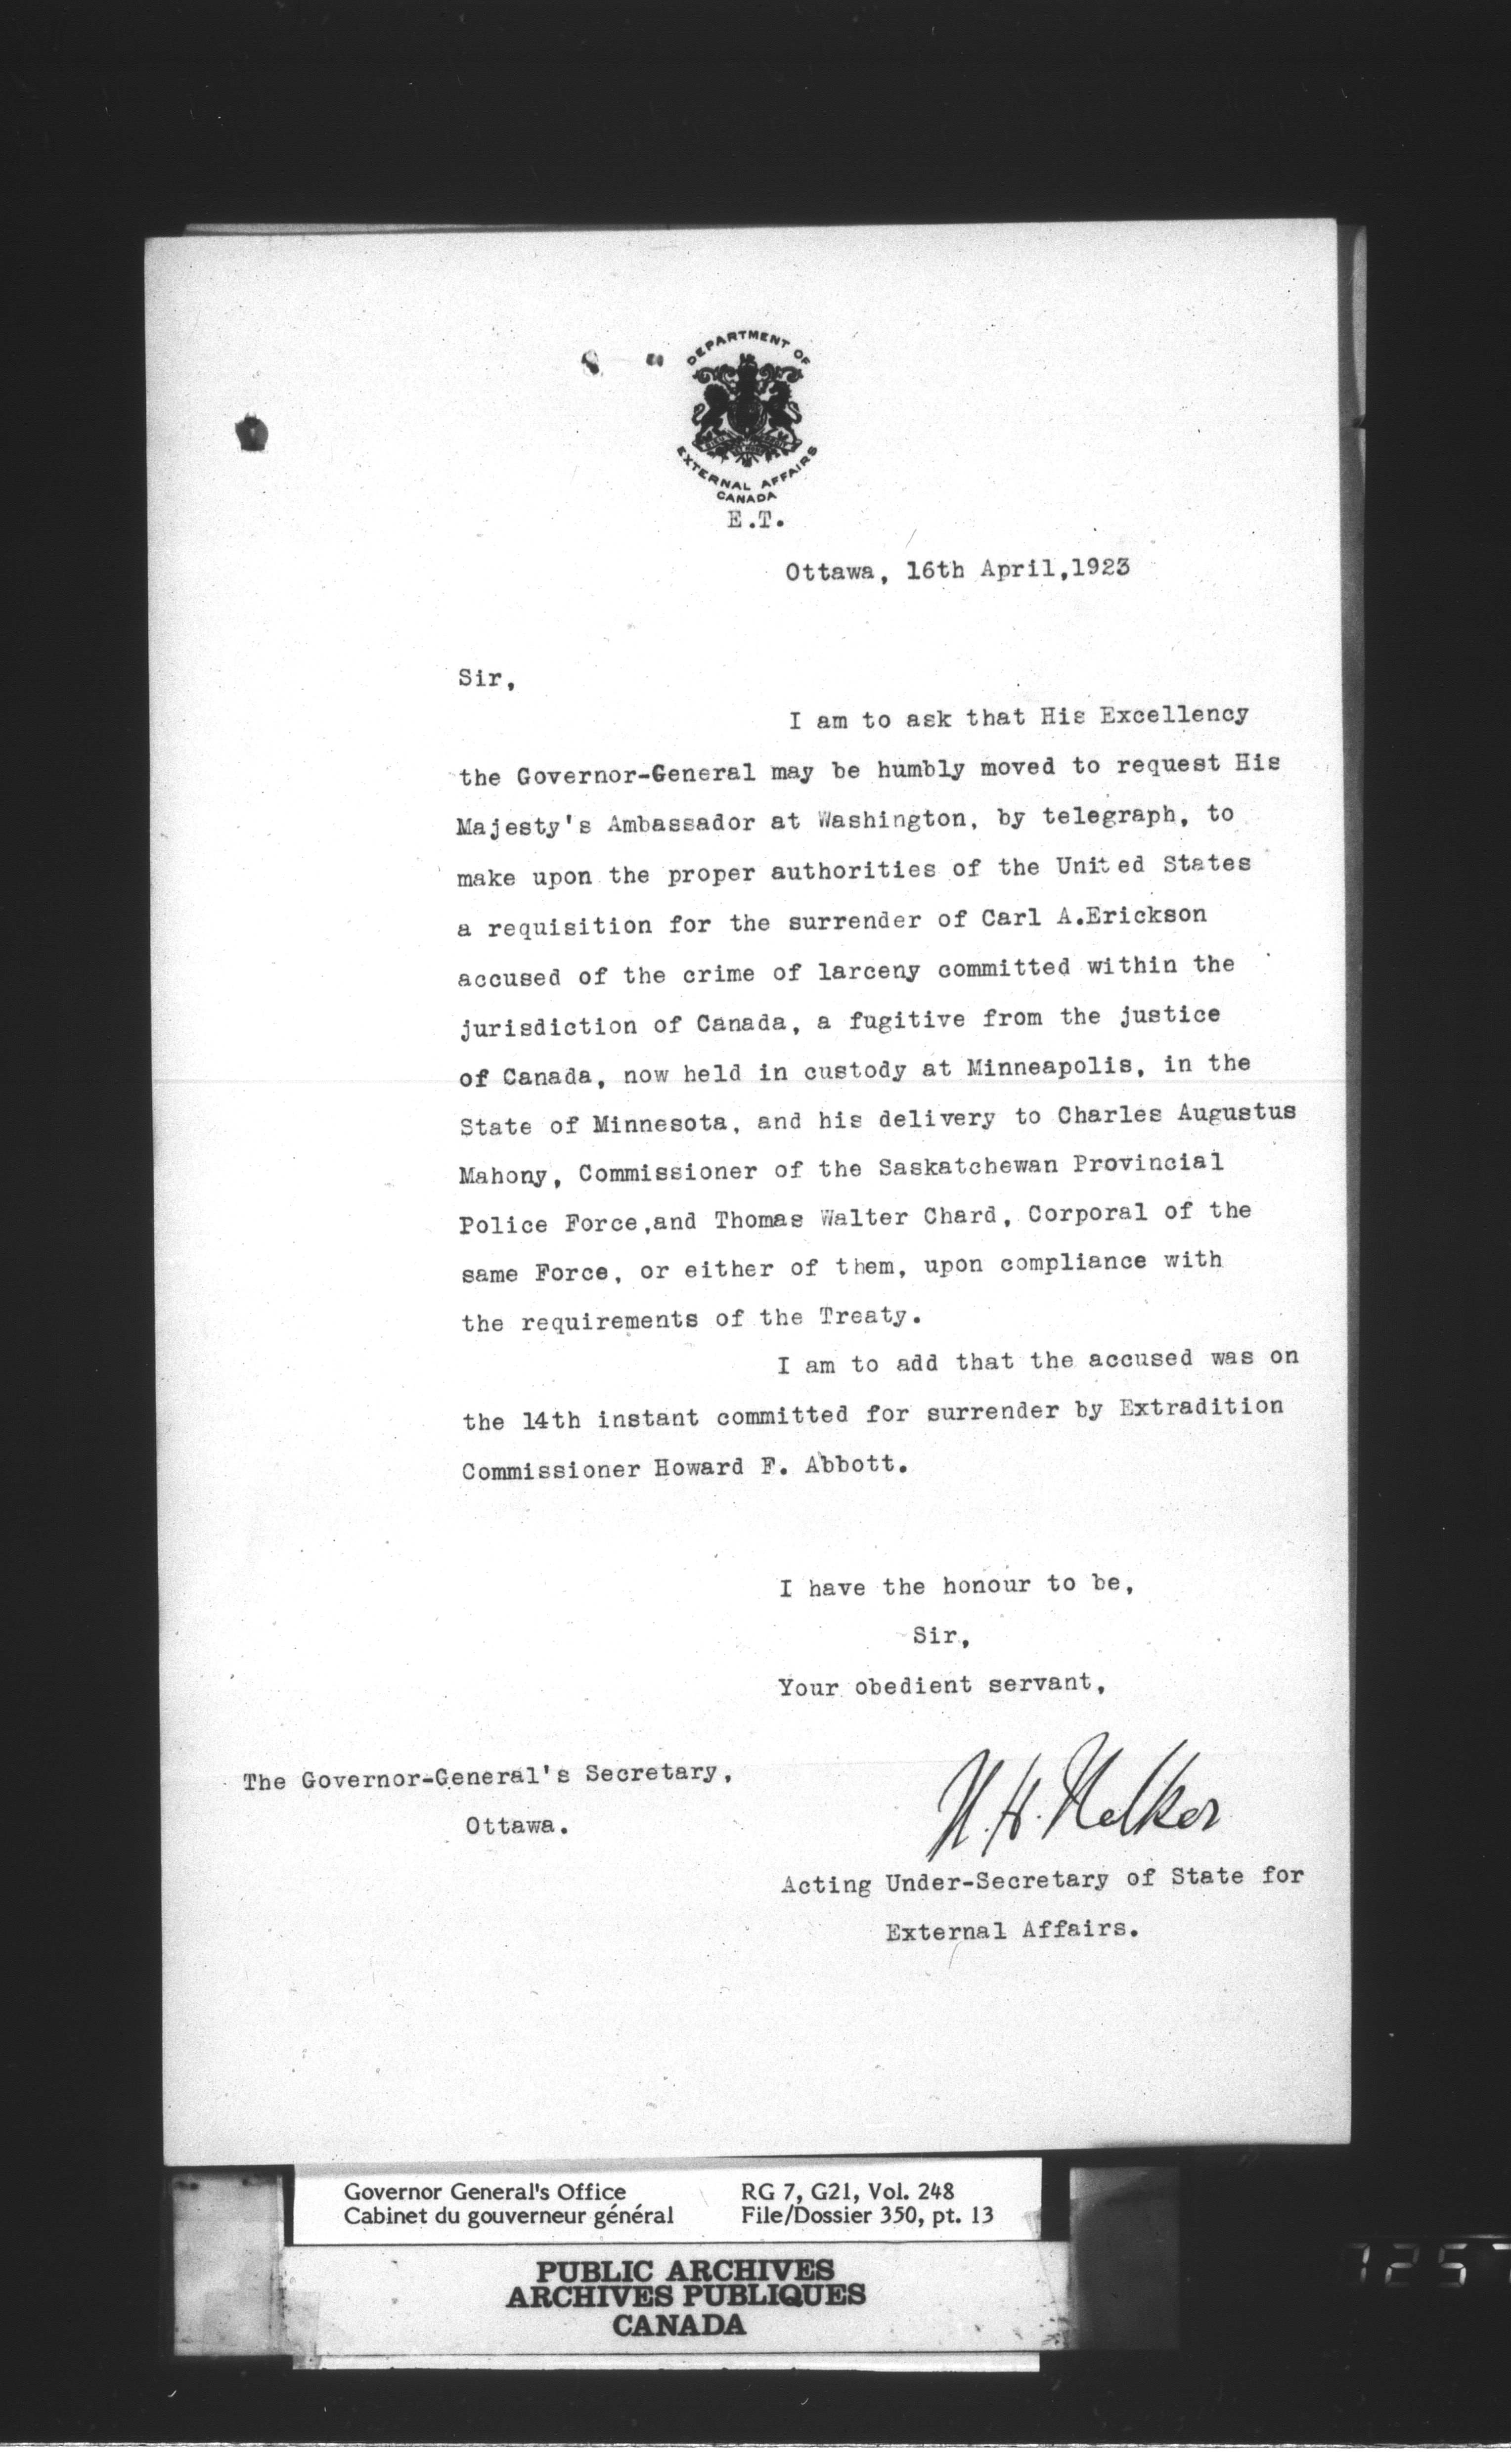 DEPARTMENT OF
EXTERNAL AFFAIRS
CANADA
E.T.
Ottawa, 16th April,1923
Sir,
I am to ask that His Excellency
the Governor-General may be humbly moved to request His
Majesty's Ambassador at Washington, by telegraph, to
make upon the proper authorities of the United States
a requisition for the surrender of Carl A.Erickson
accused of the crime of larceny committed within the
jurisdiction of Canada, a fugitive from the justice
of Canada, now held in custody at Minneapolis, in the
State of Minnesota, and his delivery to Charles Augustus
Mahony, Commissioner of the Saskatchewan Provincial
Police Force,and Thomas Walter Chard, Corporal of the
same Force, or either of them, upon compliance with
the requirements of the Treaty.
I am to add that the accused was on
the 14th instant committed for surrender by Extradition
Commissioner Howard F. Abbott.
I have the honour to be,
Sir,
Your obedient servant,
The Governor-General's Secretary,
Ottawa.
W.H. Walker
Acting Under-Secretary of State for
External Affairs.
Governor General's Office RG 7, G21, Vol. 248
Cabinet du gouverneur général File/Dossier 350, pt. 13
PUBLIC ARCHIVES
ARCHIVES PUBLIQUES
CANADA